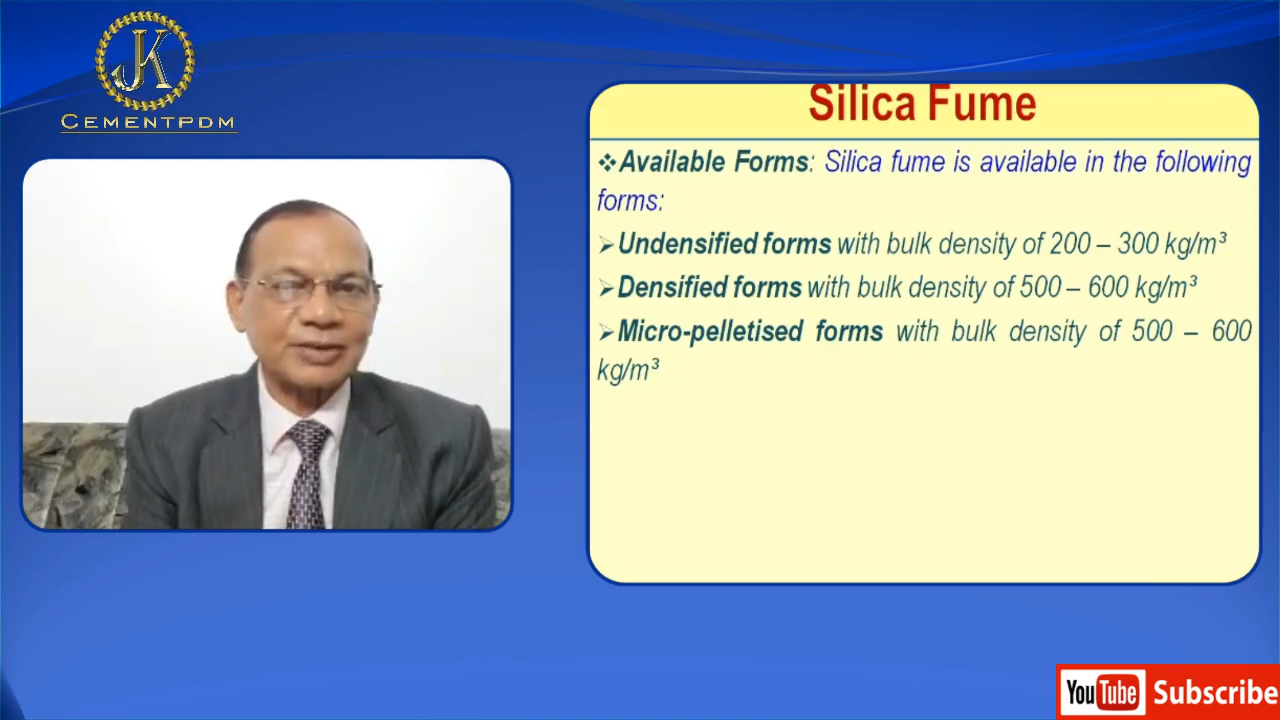 JK
CEMENTPDM
Silica Fume
❖Available Forms: Silica fume is available in the following
forms:
➢Undensified forms with bulk density of 200 – 300 kg/m³
➢Densified forms with bulk density of 500 – 600 kg/m³
➢Micro-pelletised forms with bulk density of 500 – 600
kg/m³
YouTube Subscribe